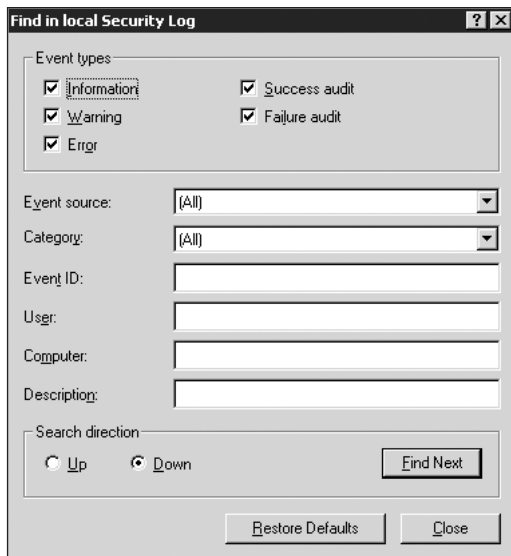 Find in local Security Log
Event types
Information
Success audit
Warning
Failure audit
Error
Event source: (All)
Category: (All)
Event ID:
User:
Computer:
Description:
Search direction
Up Down Find Next
Restore Defaults Close